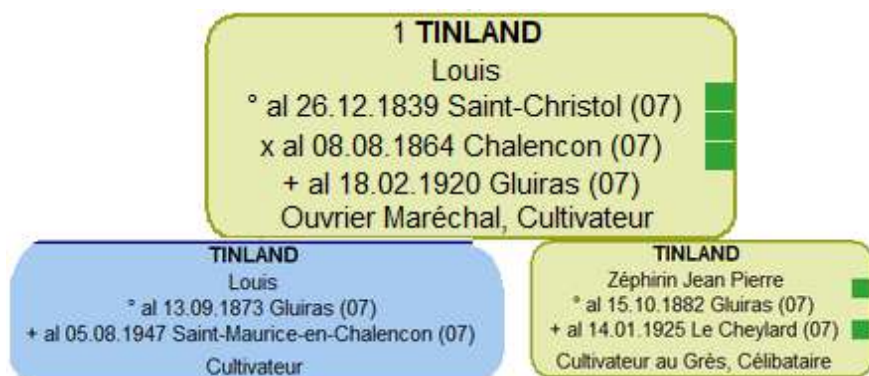 1 TINLAND
Louis
° al 26.12.1839 Saint-Christol (07)
x al 08.08.1864 Chalencon (07)
+ al 18.02.1920 Gluiras (07)
Ouvrier Maréchal, Cultivateur
TINLAND
Louis
° al 13.09.1873 Gluiras (07)
+ al 05.08.1947 Saint-Maurice-en-Chalencon (07)
Cultivateur
TINLAND
Zéphirin Jean Pierre
° al 15.10.1882 Gluiras (07)
+ al 14.01.1925 Le Cheylard (07)
Cultivateur au Grès, Célibataire